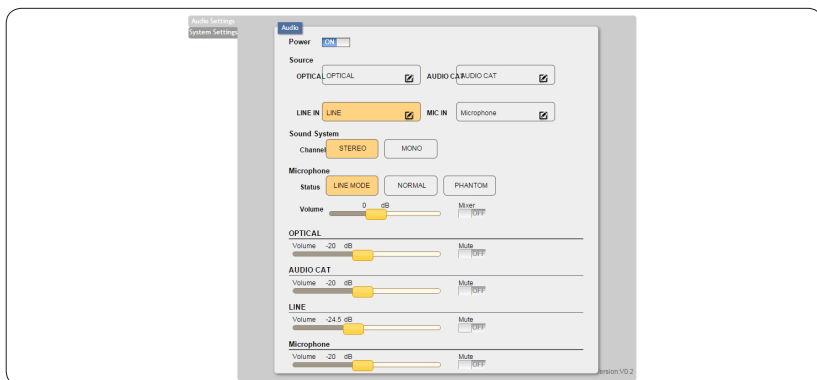 Audio Settings
System Settings
Audio
Power ON
Source
OPTICAL OPTICAL AUDIO CAT AUDIO CAT
LINE IN LINE MIC IN Microphone
Sound System
Channel STEREO MONO
Microphone
Status LINE MODE NORMAL PHANTOM
Volume 0 dB Mixer OFF
OPTICAL
Volume -20 dB Mute OFF
AUDIO CAT
Volume -20 dB Mute OFF
LINE
Volume -24.5 dB Mute OFF
Microphone
Volume -20 dB Mute OFF
ersion:V0.2